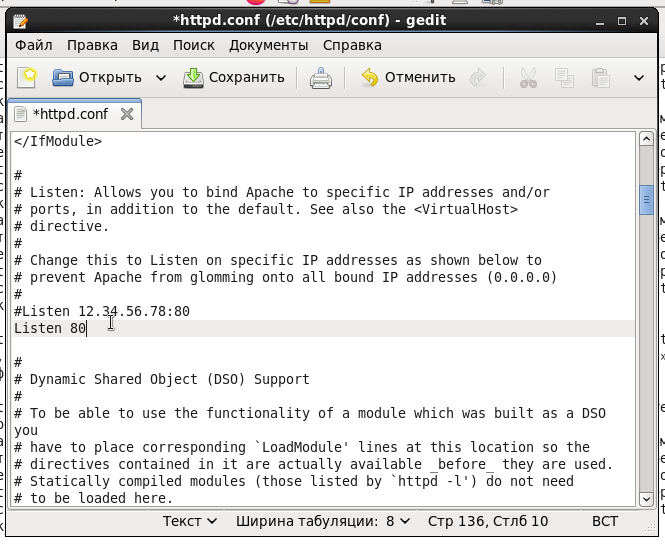 *httpd.conf (/etc/httpd/conf) - gedit
Файл Правка Вид Поиск Документы Справка
Открыть Сохранить Отменить
*httpd.conf
</IfModule>
#
# Listen: Allows you to bind Apache to specific IP addresses and/or
# ports, in addition to the default. See also the <VirtualHost>
# directive.
#
# Change this to Listen on specific IP addresses as shown below to
# prevent Apache from glomming onto all bound IP addresses (0.0.0.0)
#
#Listen 12.34.56.78:80
Listen 80
#
# Dynamic Shared Object (DSO) Support
#
# To be able to use the functionality of a module which was built as a DSO
you
# have to place corresponding `LoadModule' lines at this location so the
# directives contained in it are actually available _before_ they are used.
# Statically compiled modules (those listed by `httpd -l') do not need
# to be loaded here.
Текст Ширина табуляции: 8 Стр 136, Стлб 10 ВСТ